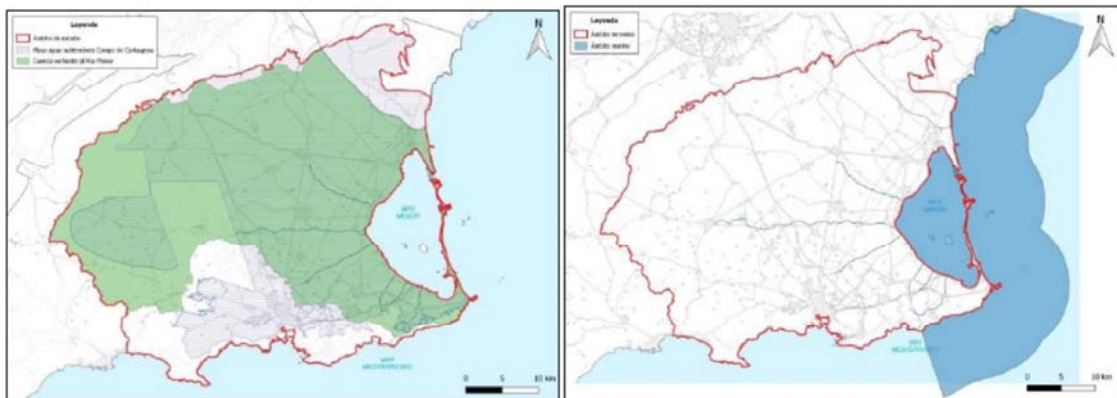 Leyenda
Ámbito de estudio
Masa agua subterránea Campo de Cartagena
Cuenca vertiente al Mar Menor
N
MAR
MENOR
MAR
MEDITERRÁNEO
0 5 10 km
Leyenda
Ámbito terrestre
Ámbito marino
N
MAR
MENOR
MAR
MEDITERRÁNEO
0 5 10 km